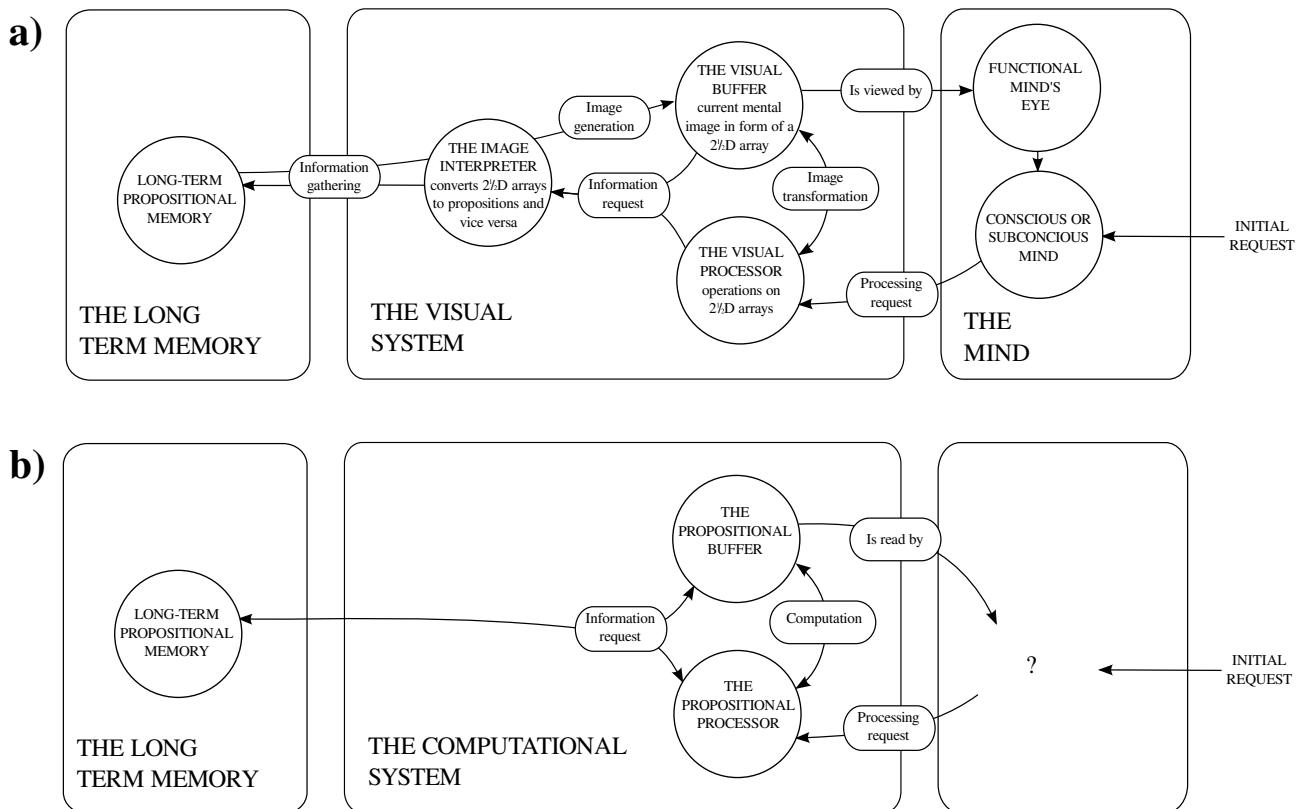 a)
LONG-TERM
PROPOSITIONAL
MEMORY
THE LONG
TERM MEMORY
Information
gathering
THE IMAGE
INTERPRETER
converts 2½D arrays
to propositions and
vice versa
Image
generation
Information
request
THE VISUAL
BUFFER
current mental
image in form of a
2½D array
Image
transformation
THE VISUAL
PROCESSOR
operations on
2½D arrays
THE VISUAL
SYSTEM
Is viewed by
Processing
request
FUNCTIONAL
MIND'S
EYE
CONSCIOUS OR
SUBCONCIOUS
MIND
THE
MIND
INITIAL
REQUEST
b)
LONG-TERM
PROPOSITIONAL
MEMORY
THE LONG
TERM MEMORY
Information
request
THE
PROPOSITIONAL
BUFFER
Computation
THE
PROPOSITIONAL
PROCESSOR
THE COMPUTATIONAL
SYSTEM
Is read by
Processing
request
?
INITIAL
REQUEST